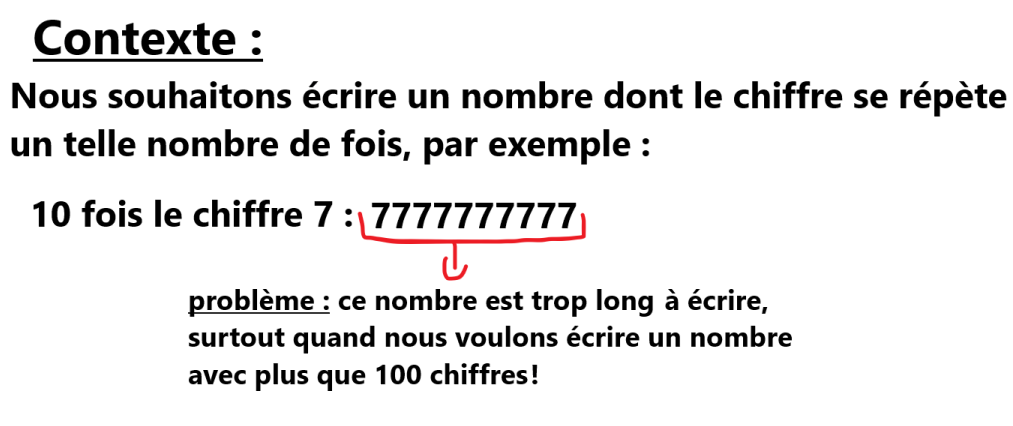 Contexte :
Nous souhaitons écrire un nombre dont le chiffre se répète
un telle nombre de fois, par exemple :
10 fois le chiffre 7 : 7777777777
problème : ce nombre est trop long à écrire,
surtout quand nous voulons écrire un nombre
avec plus que 100 chiffres!